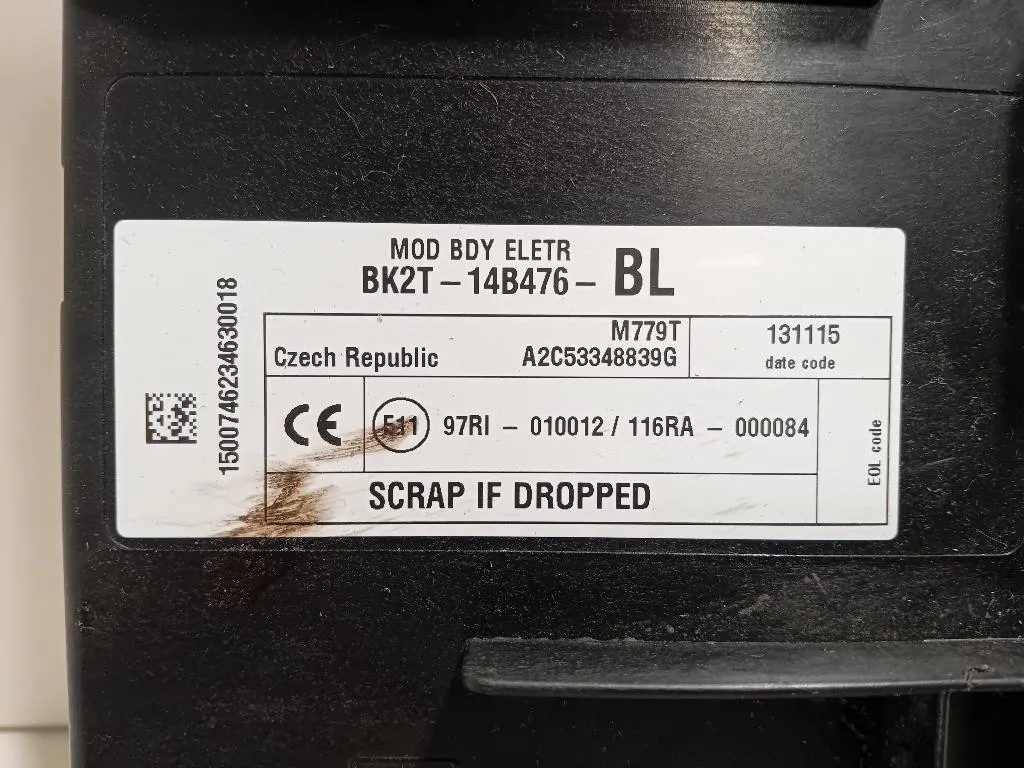 MOD BDY ELETR
BK2T-14B476- BL
1500746234630018
M779T
Czech Republic A2C53348839G
131115
date code
CE E11 97RI - 010012 / 116RA - 000084
EOL code
SCRAP IF DROPPED